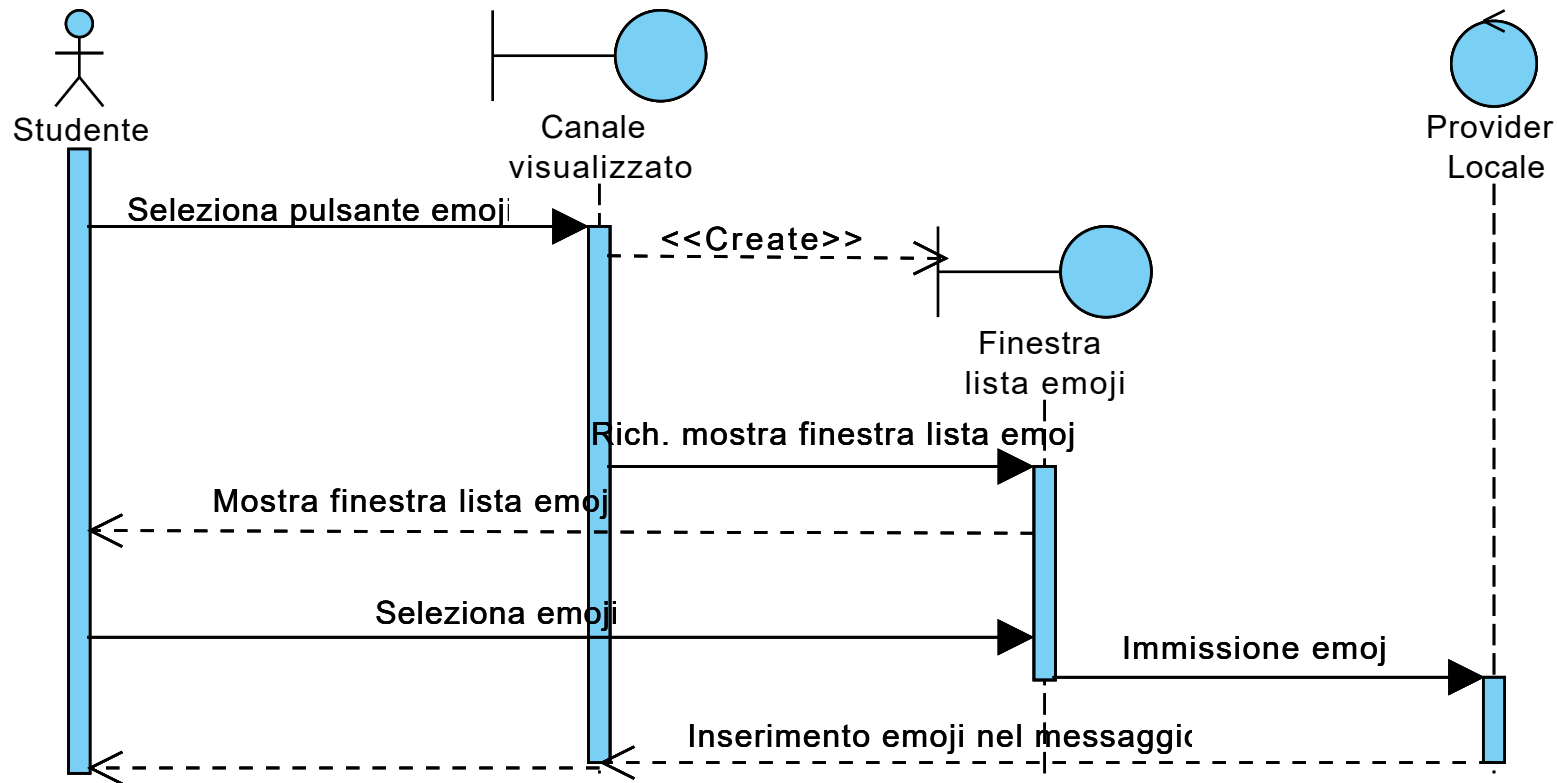 Studente
Canale
visualizzato
Provider
Locale
Seleziona pulsante emoji
<<Create>>
Finestra
lista emoji
Rich. mostra finestra lista emoj
Mostra finestra lista emoj
Seleziona emoji
Immissione emoj
Inserimento emoji nel messaggi